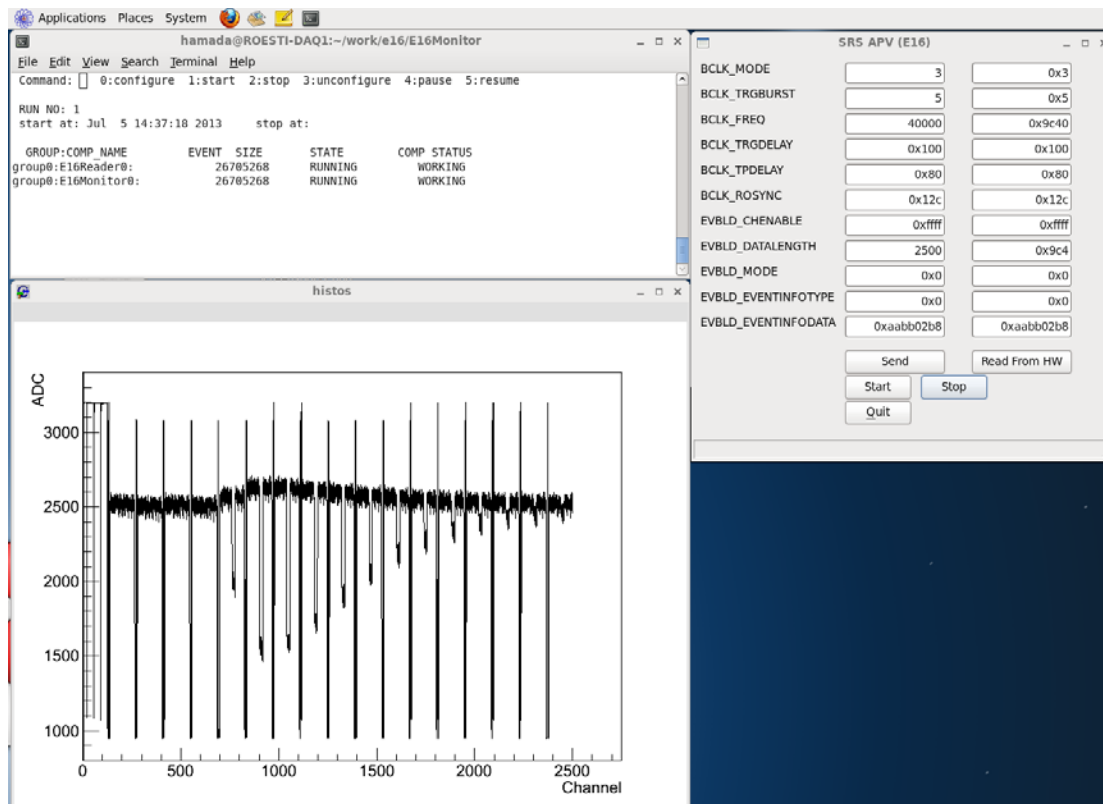 Applications Places System
hamada@ROESTI-DAQ1:~/work/e16/E16Monitor
File Edit View Search Terminal Help
Command: 0:configure 1:start 2:stop 3:unconfigure 4:pause 5:resume
RUN NO: 1
start at: Jul 5 14:37:18 2013 stop at:
GROUP:COMP_NAME EVENT SIZE STATE COMP STATUS
group0:E16Reader0: 26705268 RUNNING WORKING
group0:E16Monitor0: 26705268 RUNNING WORKING
histos
ADC
3000
2500
2000
1500
1000
0 500 1000 1500 2000 2500
Channel
SRS APV (E16)
BCLK_MODE 3 0x3
BCLK_TRGBURST 5 0x5
BCLK_FREQ 40000 0x9c40
BCLK_TRGDELAY 0x100 0x100
BCLK_TPDELAY 0x80 0x80
BCLK_ROSYNC 0x12c 0x12c
EVBLD_CHENABLE 0xffff 0xffff
EVBLD_DATALENGTH 2500 0x9c4
EVBLD_MODE 0x0 0x0
EVBLD_EVENTINFOTYPE 0x0 0x0
EVBLD_EVENTINFODATA 0xaabb02b8 0xaabb02b8
Send Read From HW
Start Stop
Quit